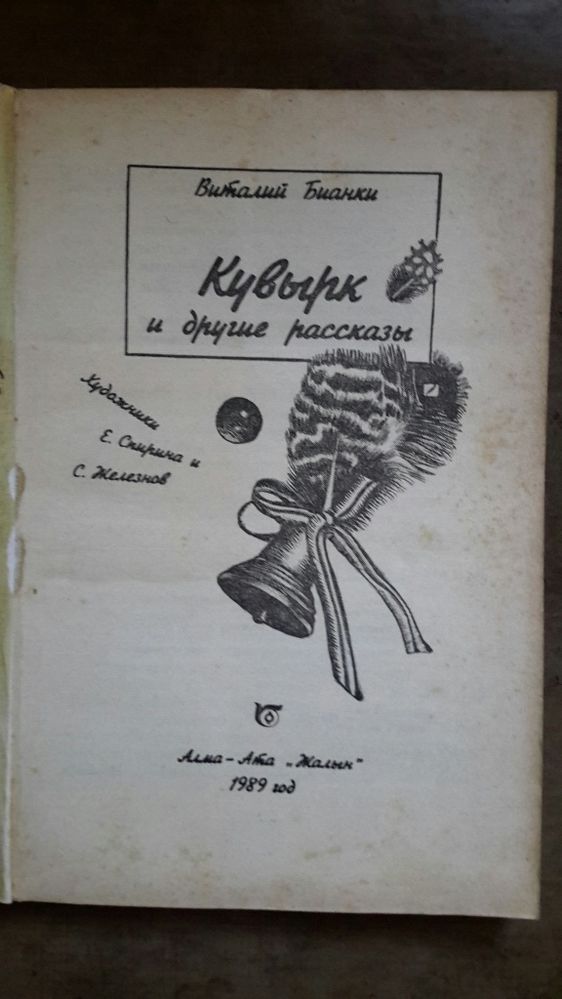 Виталий Бианки
Кувырк
и другие рассказы
Художники
Е. Спирина и
С. Железнов
Алма-Ата „Жалын"
1989 год